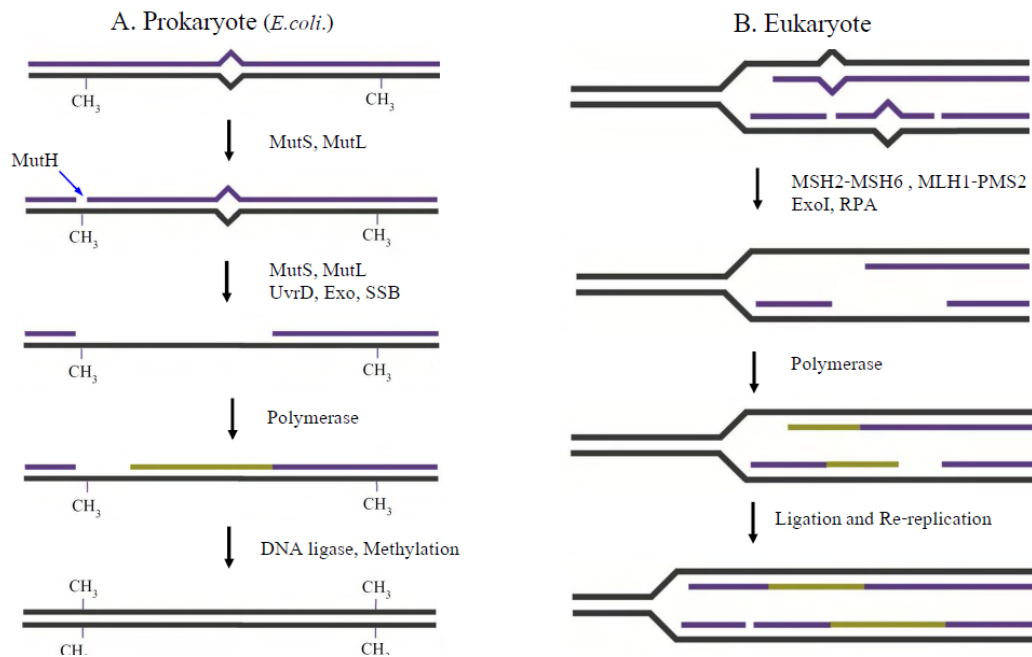 A. Prokaryote (E.coli.)
CH3 CH3
MutS, MutL
MutH
CH3 CH3
MutS, MutL
UvrD, Exo, SSB
CH3 CH3
Polymerase
CH3 CH3
DNA ligase, Methylation
CH3 CH3
CH3 CH3
B. Eukaryote
MSH2-MSH6 , MLH1-PMS2
ExoI, RPA
Polymerase
Ligation and Re-replication